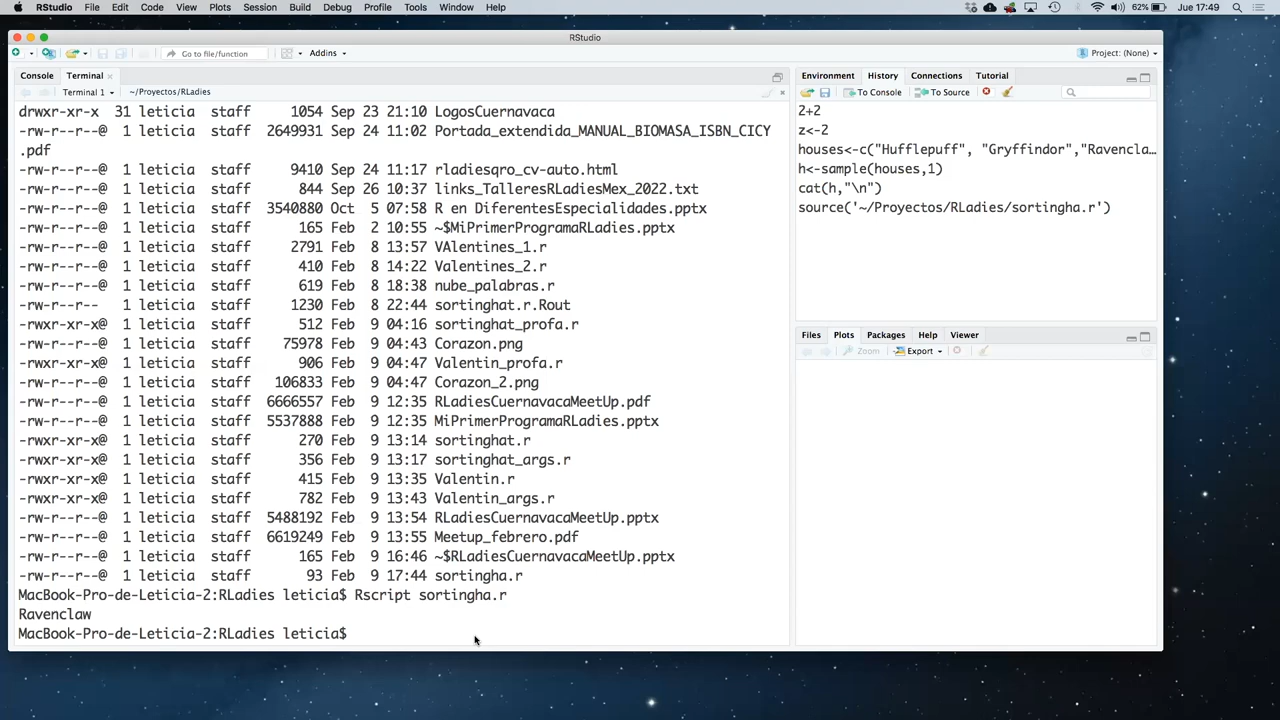 RStudio File Edit Code View Plots Session Build Debug Profile Tools Window Help 62% Jue 17:49
RStudio
Go to file/function Addins Project: (None)
Console Terminal
Terminal 1 ~/Proyectos/RLadies
drwxr-xr-x 31 leticia staff 1054 Sep 23 21:10 LogosCuernavaca
-rw-r--r--@ 1 leticia staff 2649931 Sep 24 11:02 Portada_extendida_MANUAL_BIOMASA_ISBN_CICY
.pdf
-rw-r--r--@ 1 leticia staff 9410 Sep 24 11:17 rladiesqro_cv-auto.html
-rw-r--r--@ 1 leticia staff 844 Sep 26 10:37 links_TalleresRLadiesMex_2022.txt
-rw-r--r--@ 1 leticia staff 3540880 Oct 5 07:58 R en DiferentesEspecialidades.pptx
-rw-r--r--@ 1 leticia staff 165 Feb 2 10:55 ~$MiPrimerProgramaRLadies.pptx
-rw-r--r--@ 1 leticia staff 2791 Feb 8 13:57 VAlentines_1.r
-rw-r--r--@ 1 leticia staff 410 Feb 8 14:22 Valentines_2.r
-rw-r--r--@ 1 leticia staff 619 Feb 8 18:38 nube_palabras.r
-rw-r--r-- 1 leticia staff 1230 Feb 8 22:44 sortinghat.r.Rout
-rwxr-xr-x@ 1 leticia staff 512 Feb 9 04:16 sortinghat_profa.r
-rw-r--r--@ 1 leticia staff 75978 Feb 9 04:43 Corazon.png
-rwxr-xr-x@ 1 leticia staff 906 Feb 9 04:47 Valentin_profa.r
-rw-r--r--@ 1 leticia staff 106833 Feb 9 04:47 Corazon_2.png
-rw-r--r--@ 1 leticia staff 6666557 Feb 9 12:35 RLadiesCuernavacaMeetUp.pdf
-rw-r--r--@ 1 leticia staff 5537888 Feb 9 12:35 MiPrimerProgramaRLadies.pptx
-rwxr-xr-x@ 1 leticia staff 270 Feb 9 13:14 sortinghat.r
-rwxr-xr-x@ 1 leticia staff 356 Feb 9 13:17 sortinghat_args.r
-rwxr-xr-x@ 1 leticia staff 415 Feb 9 13:35 Valentin.r
-rwxr-xr-x@ 1 leticia staff 782 Feb 9 13:43 Valentin_args.r
-rw-r--r--@ 1 leticia staff 5488192 Feb 9 13:54 RLadiesCuernavacaMeetUp.pptx
-rw-r--r--@ 1 leticia staff 6619249 Feb 9 13:55 Meetup_febrero.pdf
-rw-r--r--@ 1 leticia staff 165 Feb 9 16:46 ~$RLadiesCuernavacaMeetUp.pptx
-rw-r--r--@ 1 leticia staff 93 Feb 9 17:44 sortingha.r
MacBook-Pro-de-Leticia-2:RLadies leticia$ Rscript sortingha.r
Ravenclaw
MacBook-Pro-de-Leticia-2:RLadies leticia$
Environment History Connections Tutorial
To Console To Source
2+2
z<-2
houses<-c("Hufflepuff", "Gryffindor","Ravencla…
h<-sample(houses,1)
cat(h,"\n")
source('~/Proyectos/RLadies/sortingha.r')
Files Plots Packages Help Viewer
Zoom Export